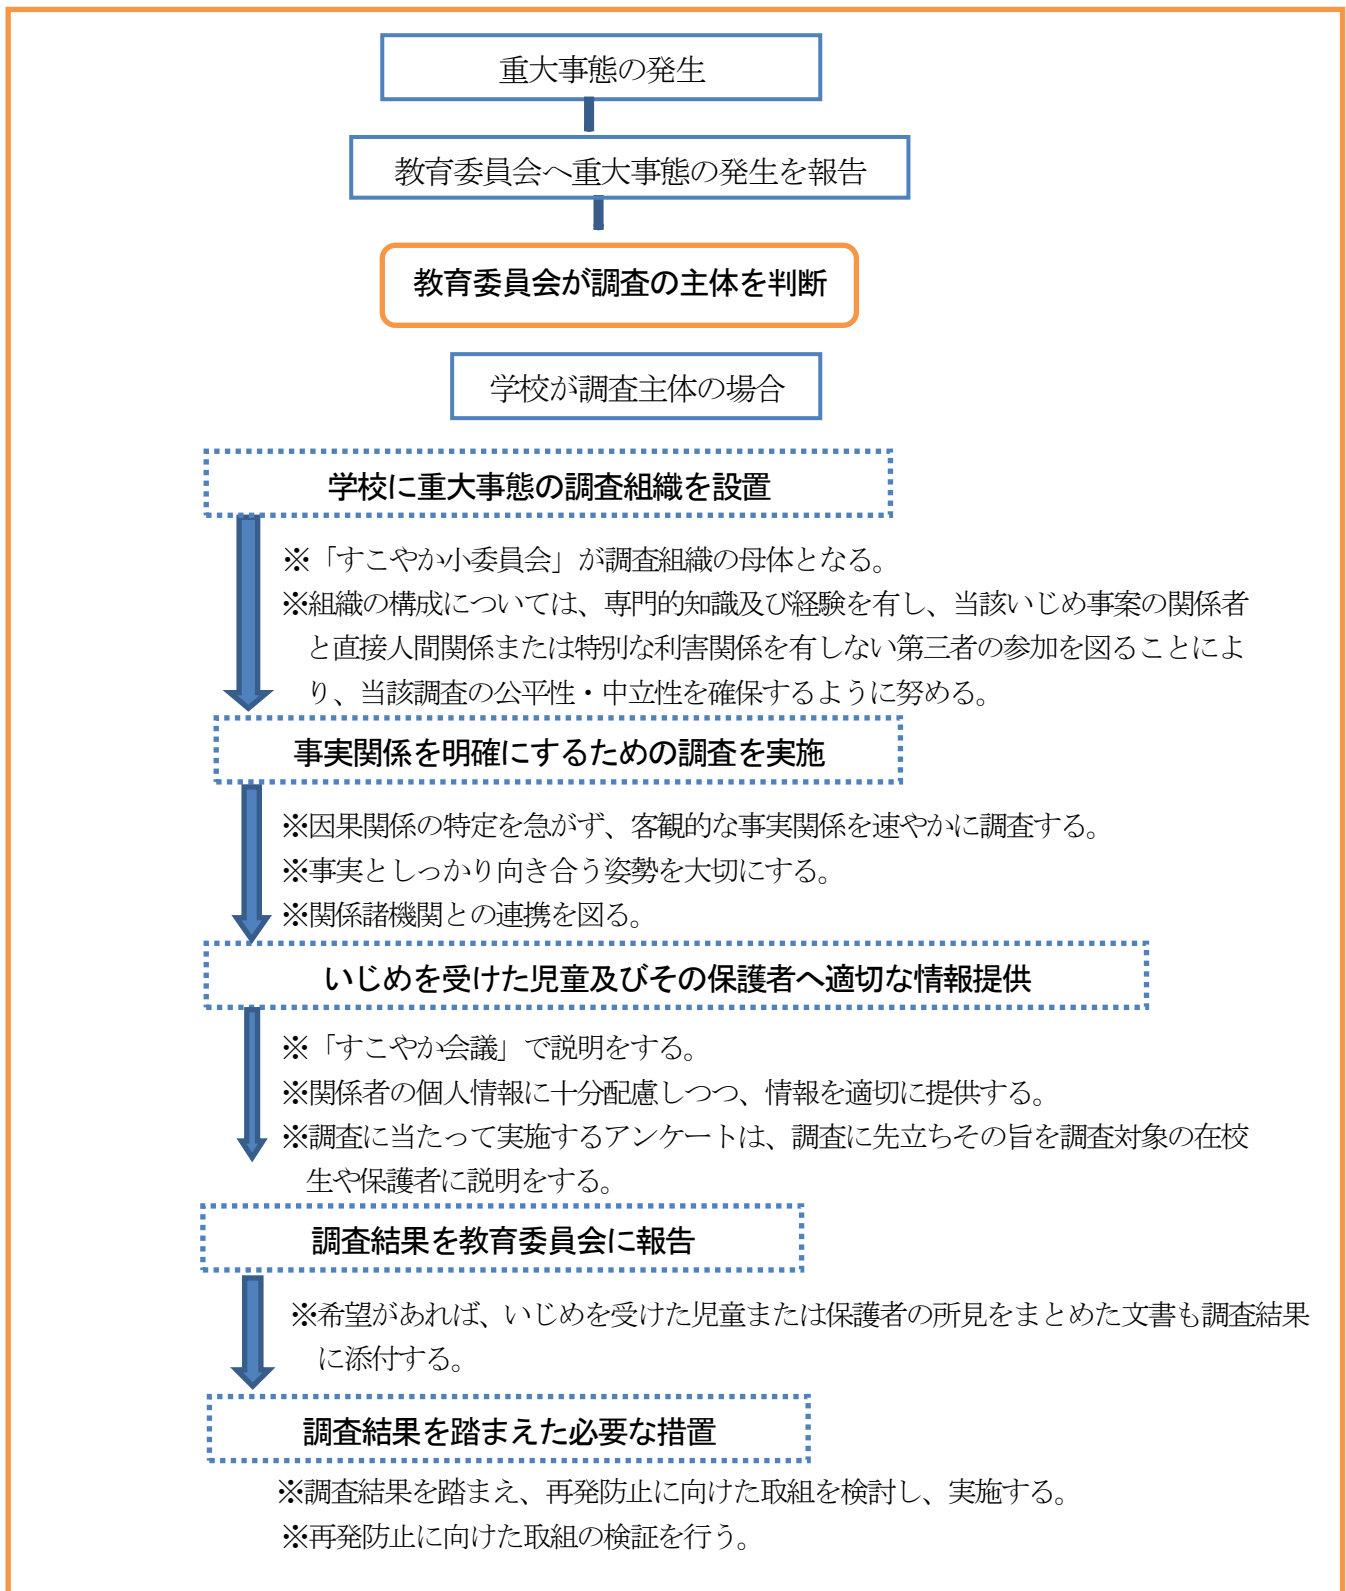 重大事態の発生
教育委員会へ重大事態の発生を報告
教育委員会が調査の主体を判断
学校が調査主体の場合
学校に重大事態の調査組織を設置
※「すこやか小委員会」が調査組織の母体となる。
※組織の構成については、専門的知識及び経験を有し、当該いじめ事案の関係者
と直接人間関係または特別な利害関係を有しない第三者の参加を図ることによ
り、当該調査の公平性・中立性を確保するように努める。
事実関係を明確にするための調査を実施
※因果関係の特定を急がず、客観的な事実関係を速やかに調査する。
※事実としっかり向き合う姿勢を大切にする。
※関係諸機関との連携を図る。
いじめを受けた児童及びその保護者へ適切な情報提供
※「すこやか会議」で説明をする。
※関係者の個人情報に十分配慮しつつ、情報を適切に提供する。
※調査に当たって実施するアンケートは、調査に先立ちその旨を調査対象の在校
生や保護者に説明をする。
調査結果を教育委員会に報告
※希望があれば、いじめを受けた児童または保護者の所見をまとめた文書も調査結果
に添付する。
調査結果を踏まえた必要な措置
※調査結果を踏まえ、再発防止に向けた取組を検討し、実施する。
※再発防止に向けた取組の検証を行う。